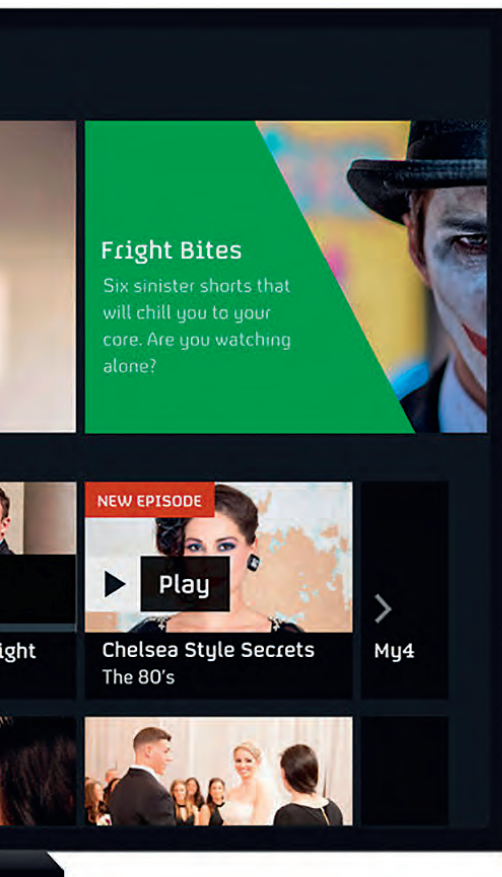 Fright Bites
Six sinister shorts that
will chill you to your
core. Are you watching
alone?
NEW EPISODE
Play
ight
Chelsea Style Secrets
The 80's
My4